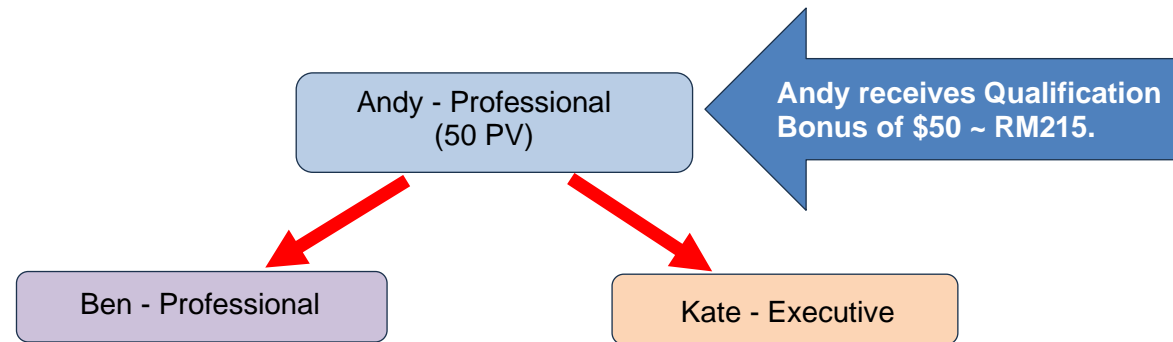 Andy - Professional
(50 PV)
Andy receives Qualification
Bonus of $50 ~ RM215.
Ben - Professional
Kate - Executive